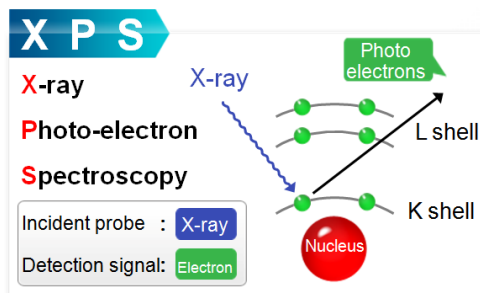 X P S
X-ray
Photo-electron
Spectroscopy
Incident probe : X-ray
Detection signal: Electron
X-ray
Photo
electrons
L shell
K shell
Nucleus